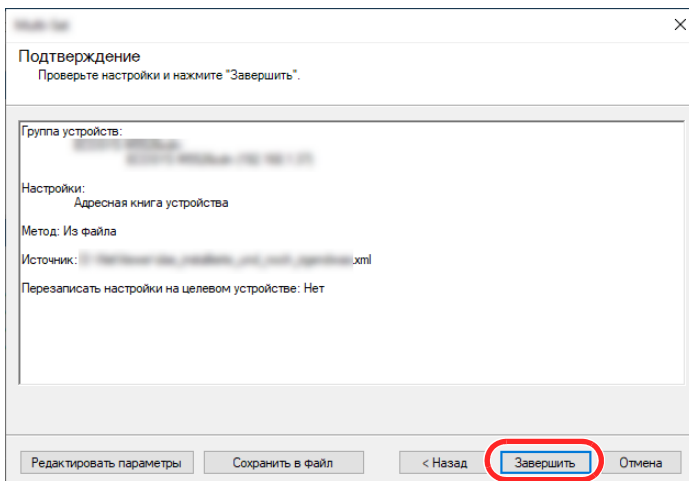 Подтверждение
Проверьте настройки и нажмите "Завершить".
Группа устройств:
Настройки:
Адресная книга устройства
Метод: Из файла
Источник: .xml
Перезаписать настройки на целевом устройстве: Нет
Редактировать параметры Сохранить в файл < Назад Завершить Отмена